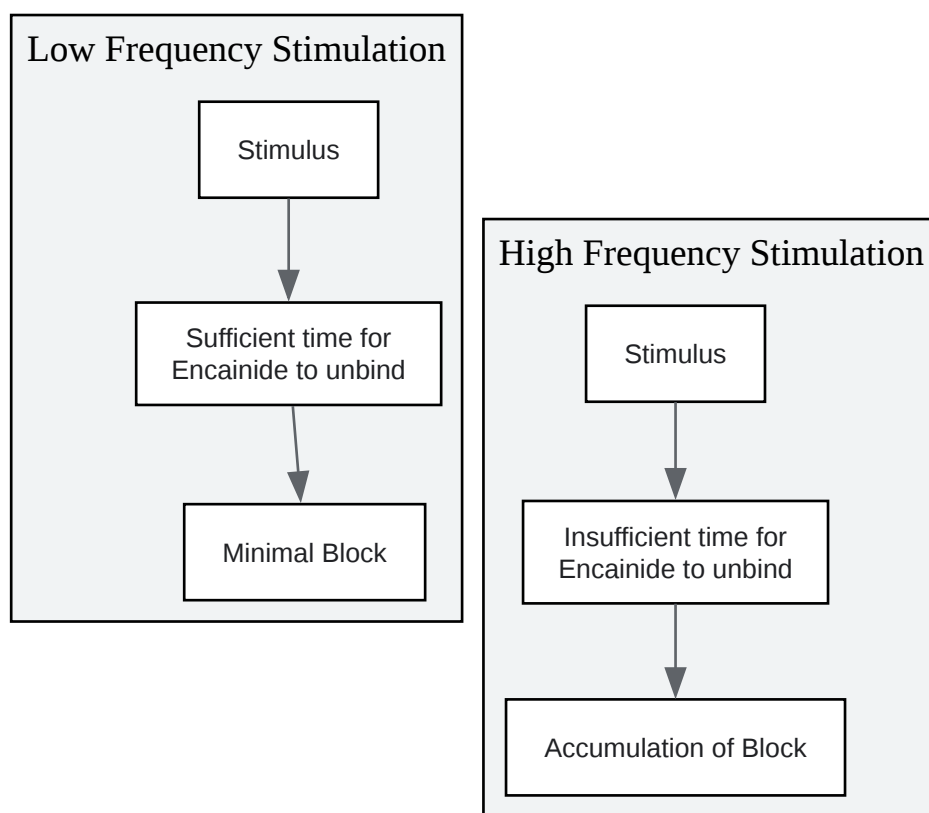 Low Frequency Stimulation
Stimulus
Sufficient time for
Encainide to unbind
Minimal Block
High Frequency Stimulation
Stimulus
Insufficient time for
Encainide to unbind
Accumulation of Block